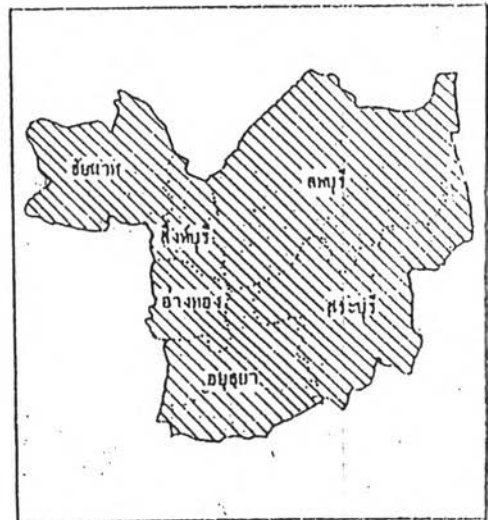 ชัยนาท
ลพบุรี
สิงห์บุรี
อ่างทอง
สระบุรี
อยุธยา